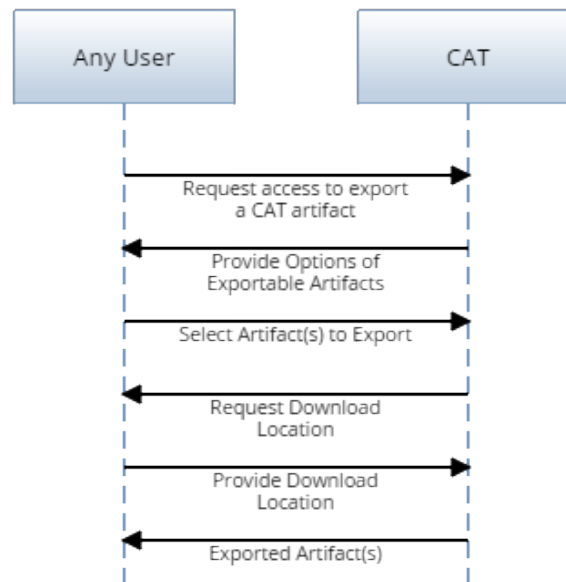 Any User
CAT
Request access to export
a CAT artifact
Provide Options of
Exportable Artifacts
Select Artifact(s) to Export
Request Download
Location
Provide Download
Location
Exported Artifact(s)